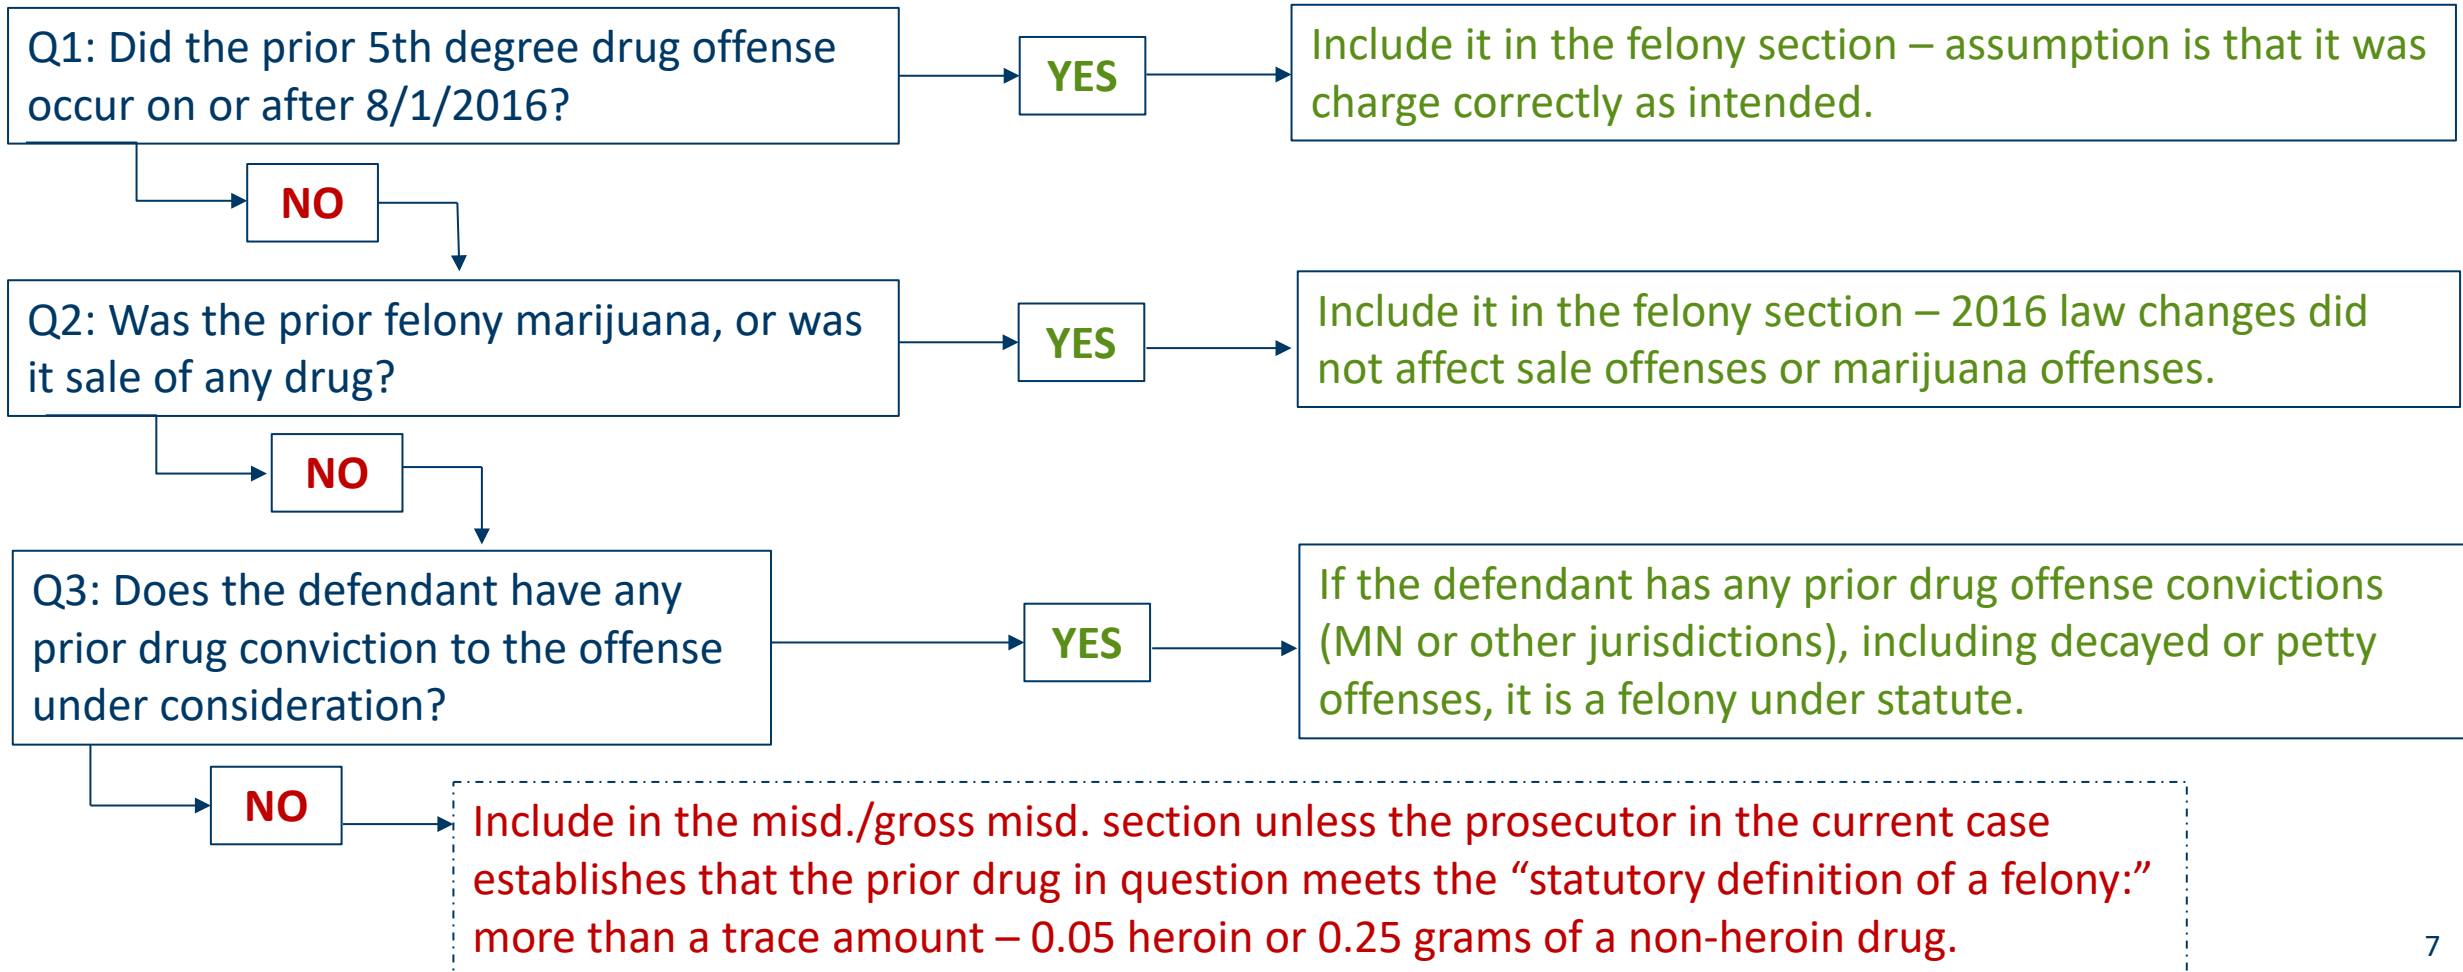 Q1: Did the prior 5th degree drug offense
occur on or after 8/1/2016?
YES
Include it in the felony section – assumption is that it was
charge correctly as intended.
NO
Q2: Was the prior felony marijuana, or was
it sale of any drug?
YES
Include it in the felony section – 2016 law changes did
not affect sale offenses or marijuana offenses.
NO
Q3: Does the defendant have any
prior drug conviction to the offense
under consideration?
YES
If the defendant has any prior drug offense convictions
(MN or other jurisdictions), including decayed or petty
offenses, it is a felony under statute.
NO
Include in the misd./gross misd. section unless the prosecutor in the current case
establishes that the prior drug in question meets the “statutory definition of a felony:”
more than a trace amount – 0.05 heroin or 0.25 grams of a non-heroin drug.
7